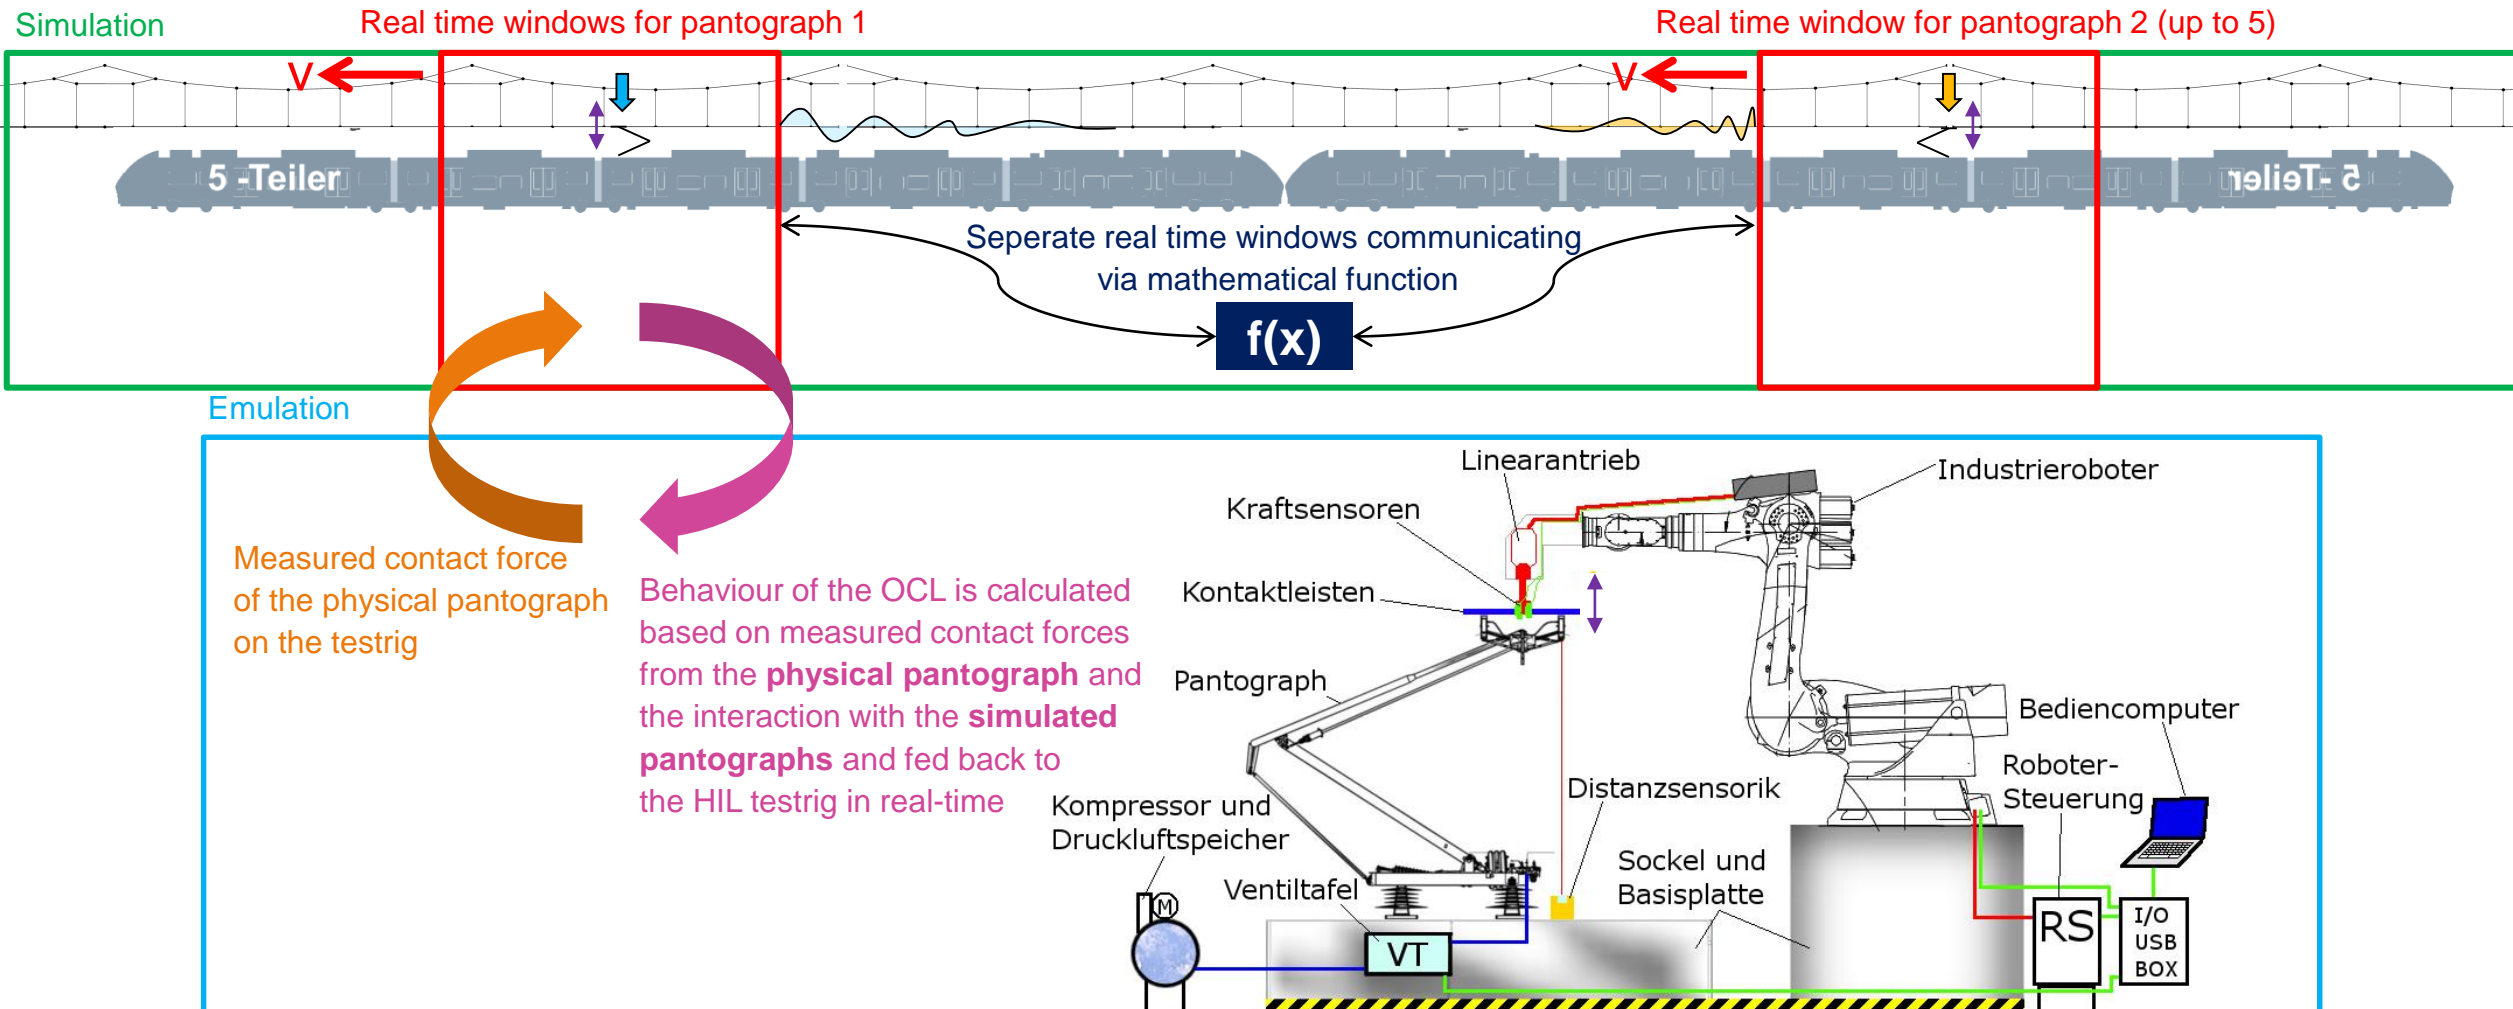 Simulation
Real time windows for pantograph 1
Real time window for pantograph 2 (up to 5)
V
V
5 -Teiler
5 -Teiler
Seperate real time windows communicating
via mathematical function
f(x)
Emulation
Measured contact force
of the physical pantograph
on the testrig
Behaviour of the OCL is calculated
based on measured contact forces
from the physical pantograph and
the interaction with the simulated
pantographs and fed back to
the HIL testrig in real-time
Linearantrieb
Industrieroboter
Kraftsensoren
Kontaktleisten
Pantograph
Bediencomputer
Roboter-
Steuerung
Distanzsensorik
Kompressor und
Druckluftspeicher
Sockel und
Basisplatte
Ventiltafel
M
VT
RS
I/O
USB
BOX